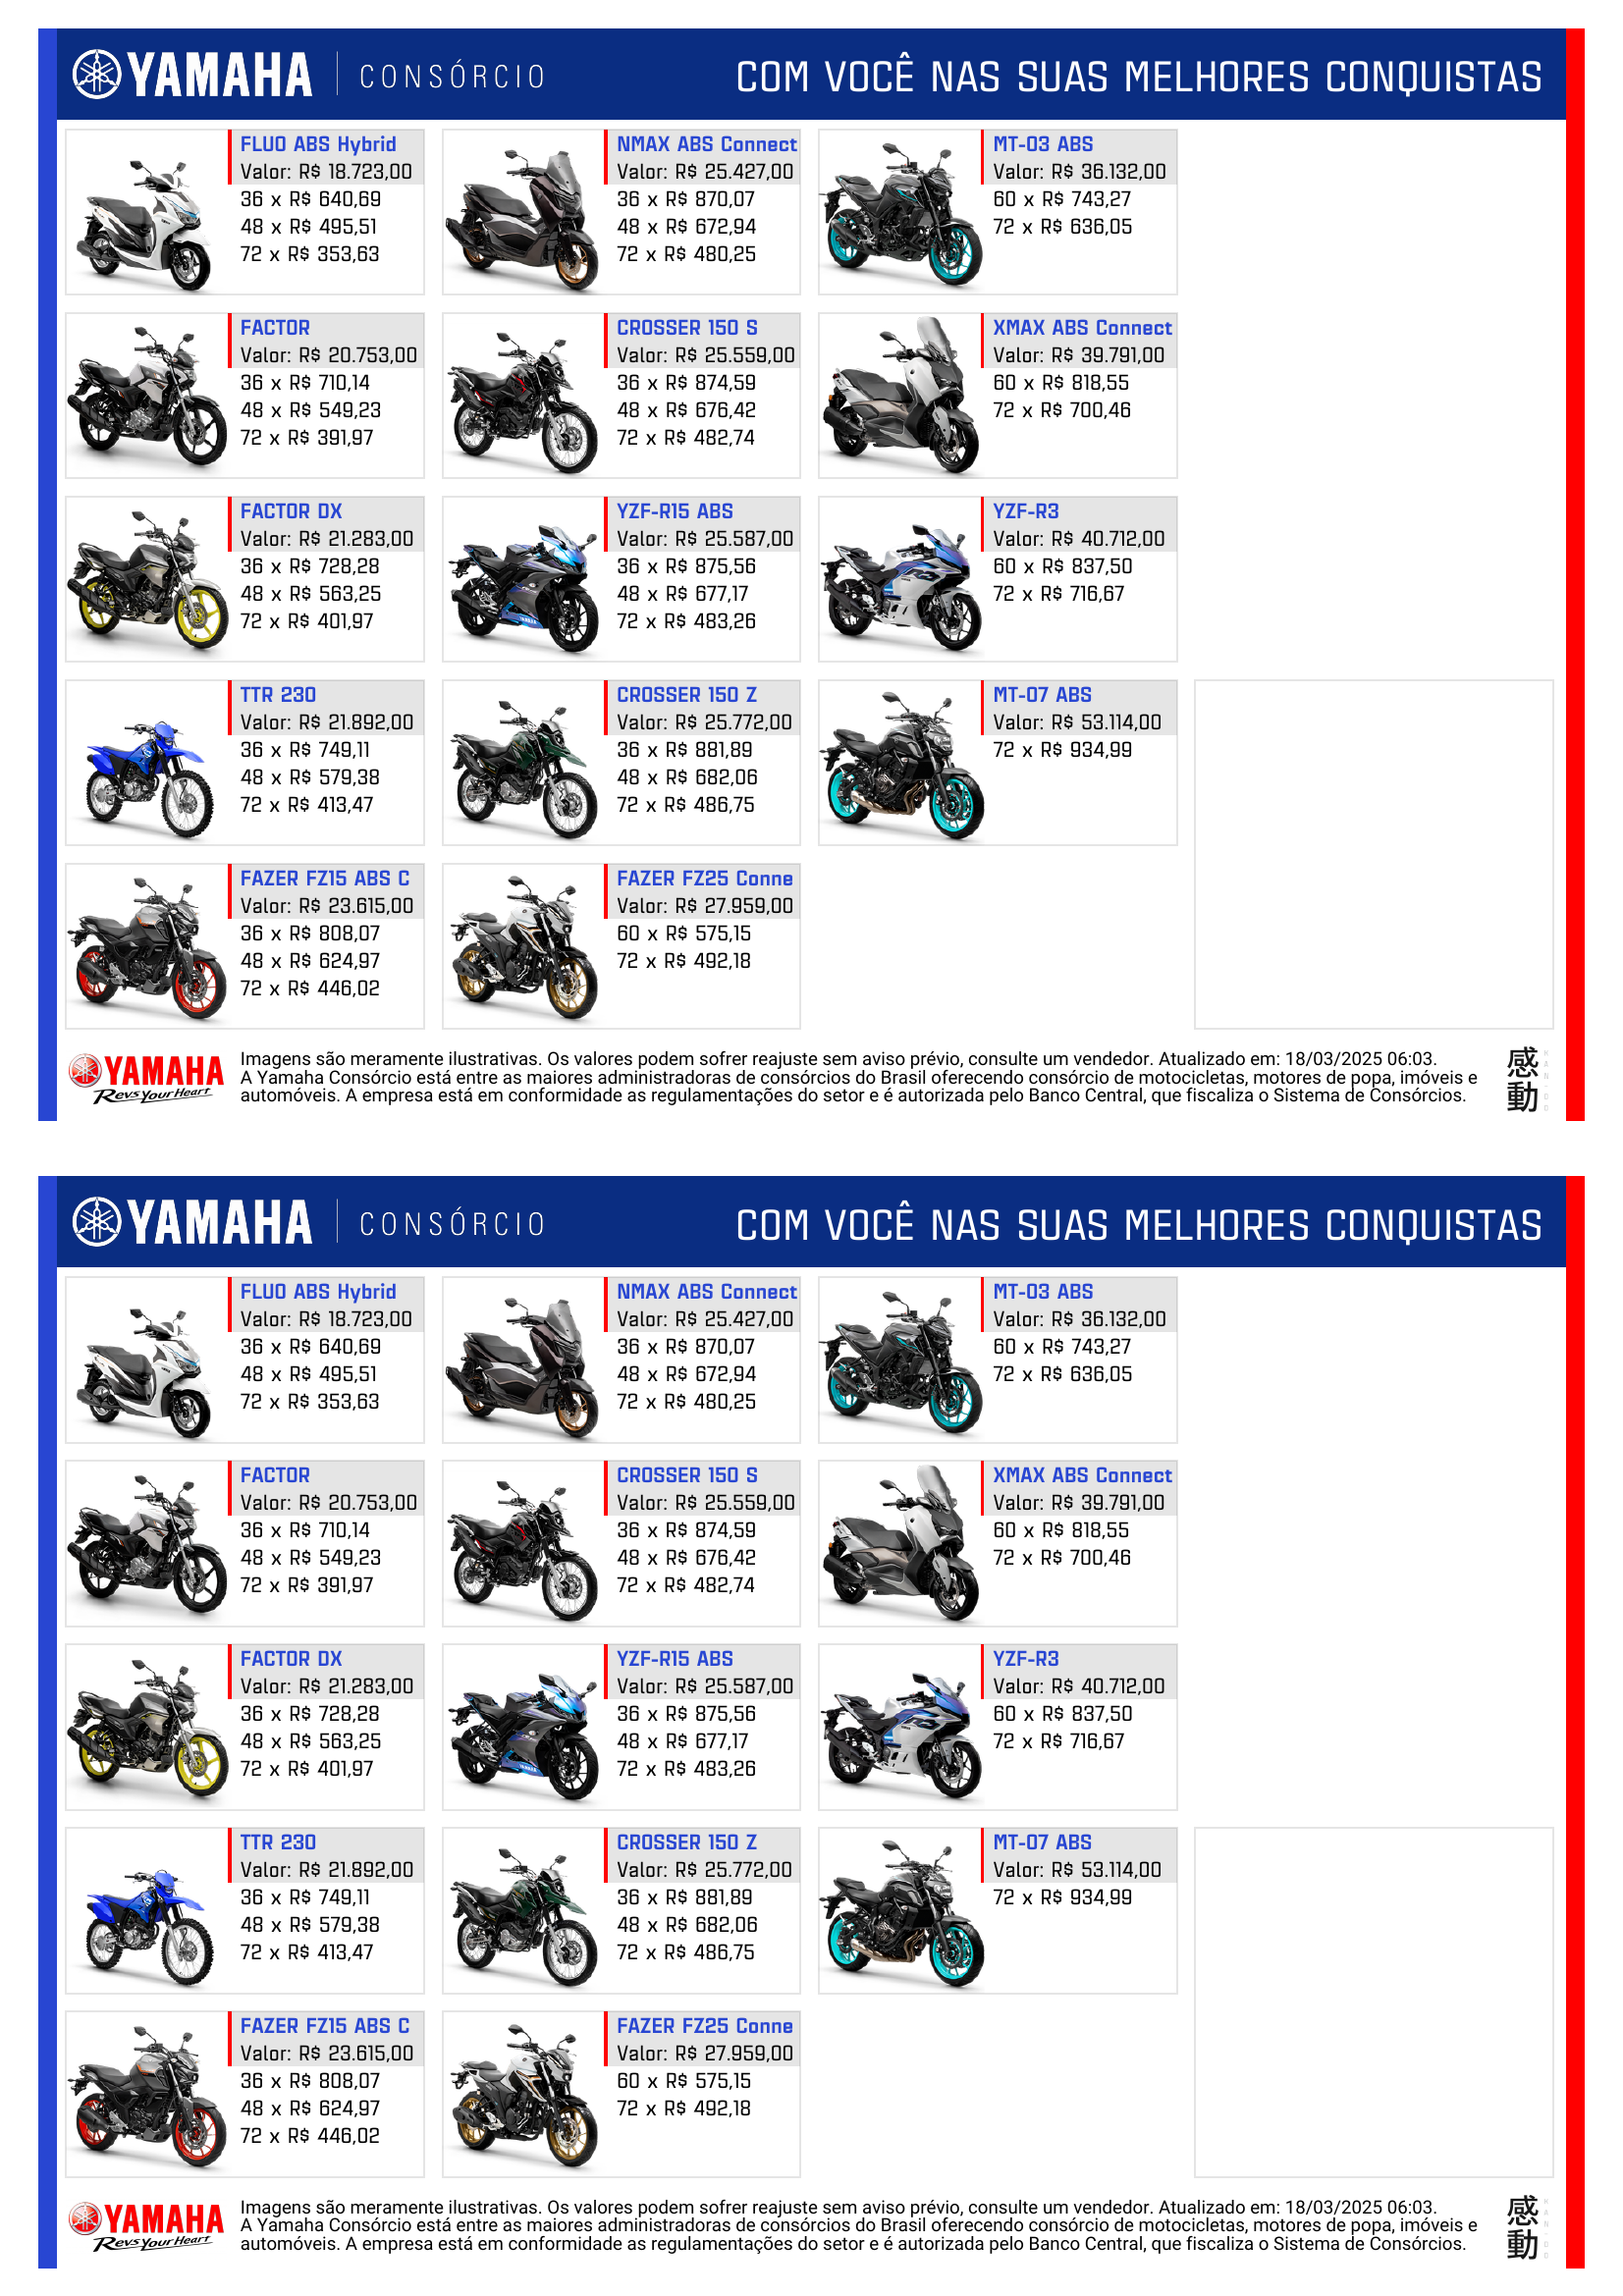 YAMAHA CONSÓRCIO COM VOCÊ NAS SUAS MELHORES CONQUISTAS
FLUO ABS Hybrid
Valor: R$ 18.723,00
36 x R$ 640,69
48 x R$ 495,51
72 x R$ 353,63
FACTOR
Valor: R$ 20.753,00
36 x R$ 710,14
48 x R$ 549,23
72 x R$ 391,97
FACTOR DX
Valor: R$ 21.283,00
36 x R$ 728,28
48 x R$ 563,25
72 x R$ 401,97
TTR 230
Valor: R$ 21.892,00
36 x R$ 749,11
48 x R$ 579,38
72 x R$ 413,47
FAZER FZ15 ABS C
Valor: R$ 23.615,00
36 x R$ 808,07
48 x R$ 624,97
72 x R$ 446,02
NMAX ABS Connect
Valor: R$ 25.427,00
36 x R$ 870,07
48 x R$ 672,94
72 x R$ 480,25
CROSSER 150 S
Valor: R$ 25.559,00
36 x R$ 874,59
48 x R$ 676,42
72 x R$ 482,74
YZF-R15 ABS
Valor: R$ 25.587,00
36 x R$ 875,56
48 x R$ 677,17
72 x R$ 483,26
CROSSER 150 Z
Valor: R$ 25.772,00
36 x R$ 881,89
48 x R$ 682,06
72 x R$ 486,75
FAZER FZ25 Conne
Valor: R$ 27.959,00
60 x R$ 575,15
72 x R$ 492,18
MT-03 ABS
Valor: R$ 36.132,00
60 x R$ 743,27
72 x R$ 636,05
XMAX ABS Connect
Valor: R$ 39.791,00
60 x R$ 818,55
72 x R$ 700,46
YZF-R3
Valor: R$ 40.712,00
60 x R$ 837,50
72 x R$ 716,67
MT-07 ABS
Valor: R$ 53.114,00
72 x R$ 934,99
YAMAHA
Revs Your Heart
Imagens são meramente ilustrativas. Os valores podem sofrer reajuste sem aviso prévio, consulte um vendedor. Atualizado em: 18/03/2025 06:03.
A Yamaha Consórcio está entre as maiores administradoras de consórcios do Brasil oferecendo consórcio de motocicletas, motores de popa, imóveis e
automóveis. A empresa está em conformidade as regulamentações do setor e é autorizada pelo Banco Central, que fiscaliza o Sistema de Consórcios.
感動
YAMAHA CONSÓRCIO COM VOCÊ NAS SUAS MELHORES CONQUISTAS
FLUO ABS Hybrid
Valor: R$ 18.723,00
36 x R$ 640,69
48 x R$ 495,51
72 x R$ 353,63
FACTOR
Valor: R$ 20.753,00
36 x R$ 710,14
48 x R$ 549,23
72 x R$ 391,97
FACTOR DX
Valor: R$ 21.283,00
36 x R$ 728,28
48 x R$ 563,25
72 x R$ 401,97
TTR 230
Valor: R$ 21.892,00
36 x R$ 749,11
48 x R$ 579,38
72 x R$ 413,47
FAZER FZ15 ABS C
Valor: R$ 23.615,00
36 x R$ 808,07
48 x R$ 624,97
72 x R$ 446,02
NMAX ABS Connect
Valor: R$ 25.427,00
36 x R$ 870,07
48 x R$ 672,94
72 x R$ 480,25
CROSSER 150 S
Valor: R$ 25.559,00
36 x R$ 874,59
48 x R$ 676,42
72 x R$ 482,74
YZF-R15 ABS
Valor: R$ 25.587,00
36 x R$ 875,56
48 x R$ 677,17
72 x R$ 483,26
CROSSER 150 Z
Valor: R$ 25.772,00
36 x R$ 881,89
48 x R$ 682,06
72 x R$ 486,75
FAZER FZ25 Conne
Valor: R$ 27.959,00
60 x R$ 575,15
72 x R$ 492,18
MT-03 ABS
Valor: R$ 36.132,00
60 x R$ 743,27
72 x R$ 636,05
XMAX ABS Connect
Valor: R$ 39.791,00
60 x R$ 818,55
72 x R$ 700,46
YZF-R3
Valor: R$ 40.712,00
60 x R$ 837,50
72 x R$ 716,67
MT-07 ABS
Valor: R$ 53.114,00
72 x R$ 934,99
YAMAHA
Revs Your Heart
Imagens são meramente ilustrativas. Os valores podem sofrer reajuste sem aviso prévio, consulte um vendedor. Atualizado em: 18/03/2025 06:03.
A Yamaha Consórcio está entre as maiores administradoras de consórcios do Brasil oferecendo consórcio de motocicletas, motores de popa, imóveis e
automóveis. A empresa está em conformidade as regulamentações do setor e é autorizada pelo Banco Central, que fiscaliza o Sistema de Consórcios.
感動